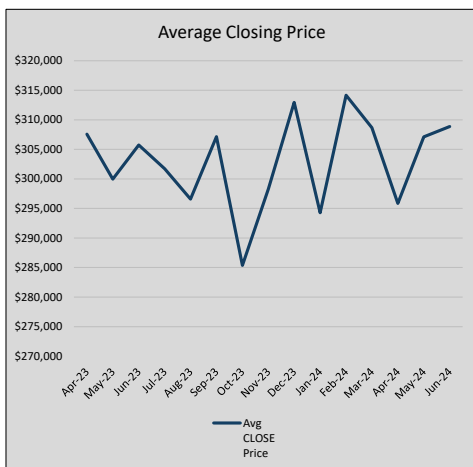 Average Closing Price
$320,000
$315,000
$310,000
$305,000
$300,000
$295,000
$290,000
$285,000
$280,000
$275,000
$270,000
Apr-23
May-23
Jun-23
Jul-23
Aug-23
Sep-23
Oct-23
Nov-23
Dec-23
Jan-24
Feb-24
Mar-24
Apr-24
May-24
Jun-24
Avg
CLOSE
Price